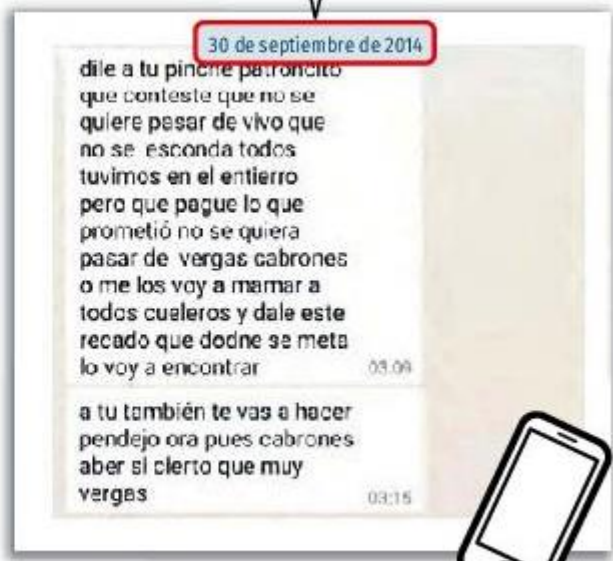 30 de septiembre de 2014
dile a tu pinche patroncito
que conteste que no se
quiere pasar de vivo que
no se esconda todos
tuvimos en el entierro
pero que pague lo que
prometió no se quiera
pasar de vergas cabrones
o me los voy a mamar a
todos cueleros y dale este
recado que dodne se meta
lo voy a encontrar
03:09
a tu también te vas a hacer
pendejo ora pues cabrones
aber si cierto que muy
vergas
03:15